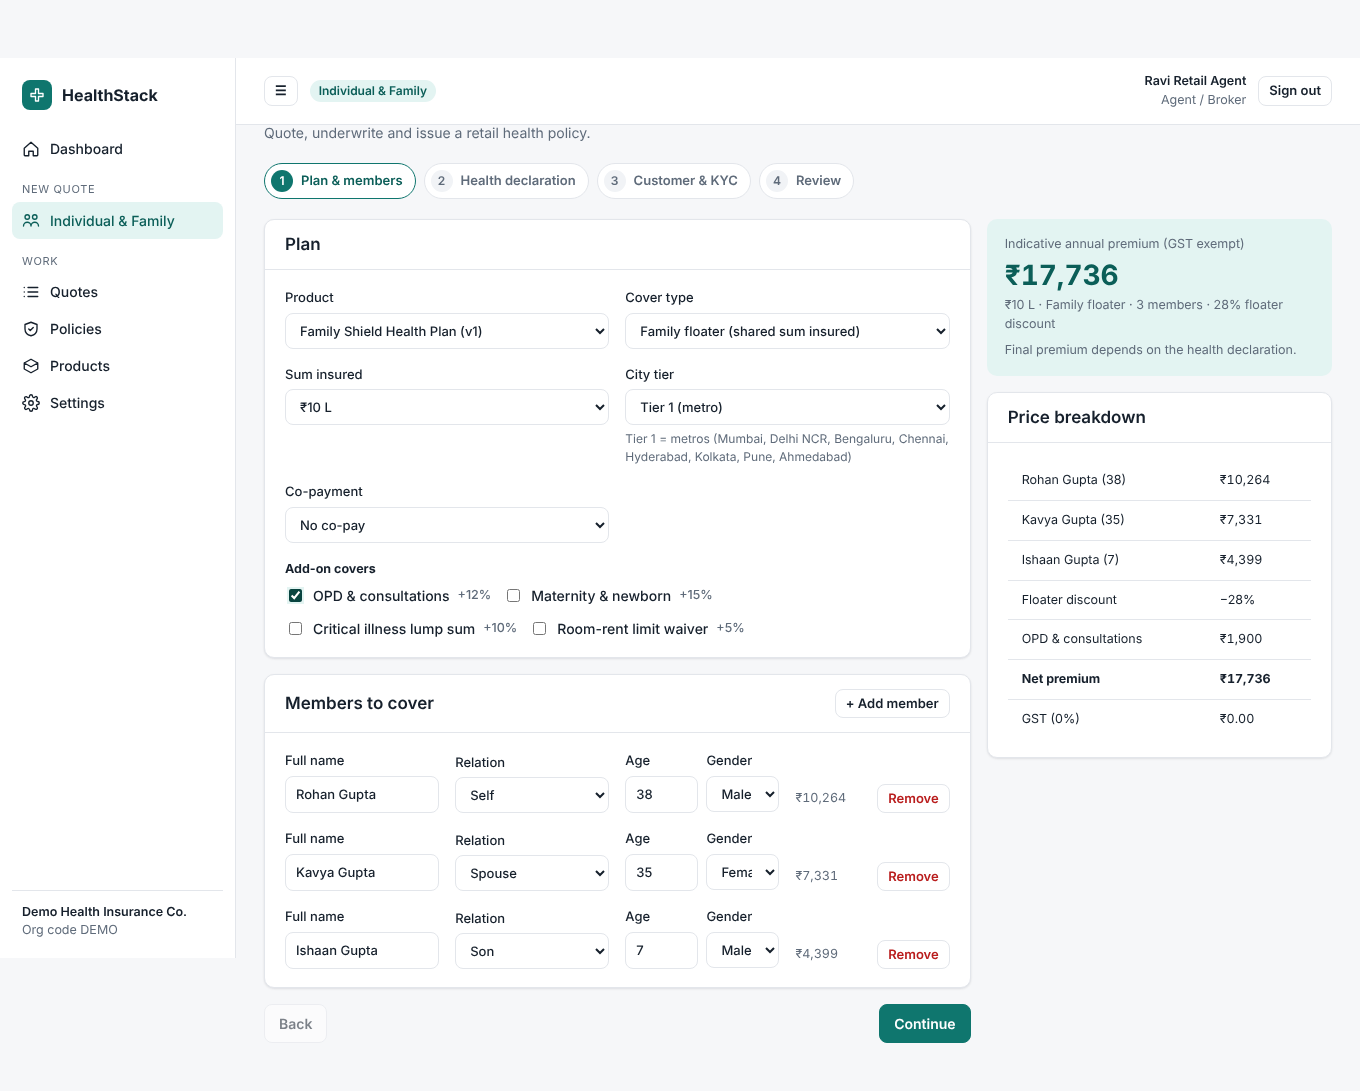 HealthStack
Dashboard
NEW QUOTE
Individual & Family
WORK
Quotes
Policies
Products
Settings
Demo Health Insurance Co.
Org code DEMO
Individual & Family
Ravi Retail Agent
Agent / Broker
Sign out
Quote, underwrite and issue a retail health policy.
1 Plan & members
2 Health declaration
3 Customer & KYC
4 Review
Plan
Product
Family Shield Health Plan (v1)
Cover type
Family floater (shared sum insured)
Sum insured
₹10 L
City tier
Tier 1 (metro)
Tier 1 = metros (Mumbai, Delhi NCR, Bengaluru, Chennai,
Hyderabad, Kolkata, Pune, Ahmedabad)
Co-payment
No co-pay
Add-on covers
OPD & consultations +12%
Maternity & newborn +15%
Critical illness lump sum +10%
Room-rent limit waiver +5%
Members to cover
+ Add member
Full name Relation Age Gender
Rohan Gupta Self 38 Male ₹10,264 Remove
Full name Relation Age Gender
Kavya Gupta Spouse 35 Fema ₹7,331 Remove
Full name Relation Age Gender
Ishaan Gupta Son 7 Male ₹4,399 Remove
Back
Continue
Indicative annual premium (GST exempt)
₹17,736
₹10 L · Family floater · 3 members · 28% floater
discount
Final premium depends on the health declaration.
Price breakdown
Rohan Gupta (38) ₹10,264
Kavya Gupta (35) ₹7,331
Ishaan Gupta (7) ₹4,399
Floater discount −28%
OPD & consultations ₹1,900
Net premium ₹17,736
GST (0%) ₹0.00